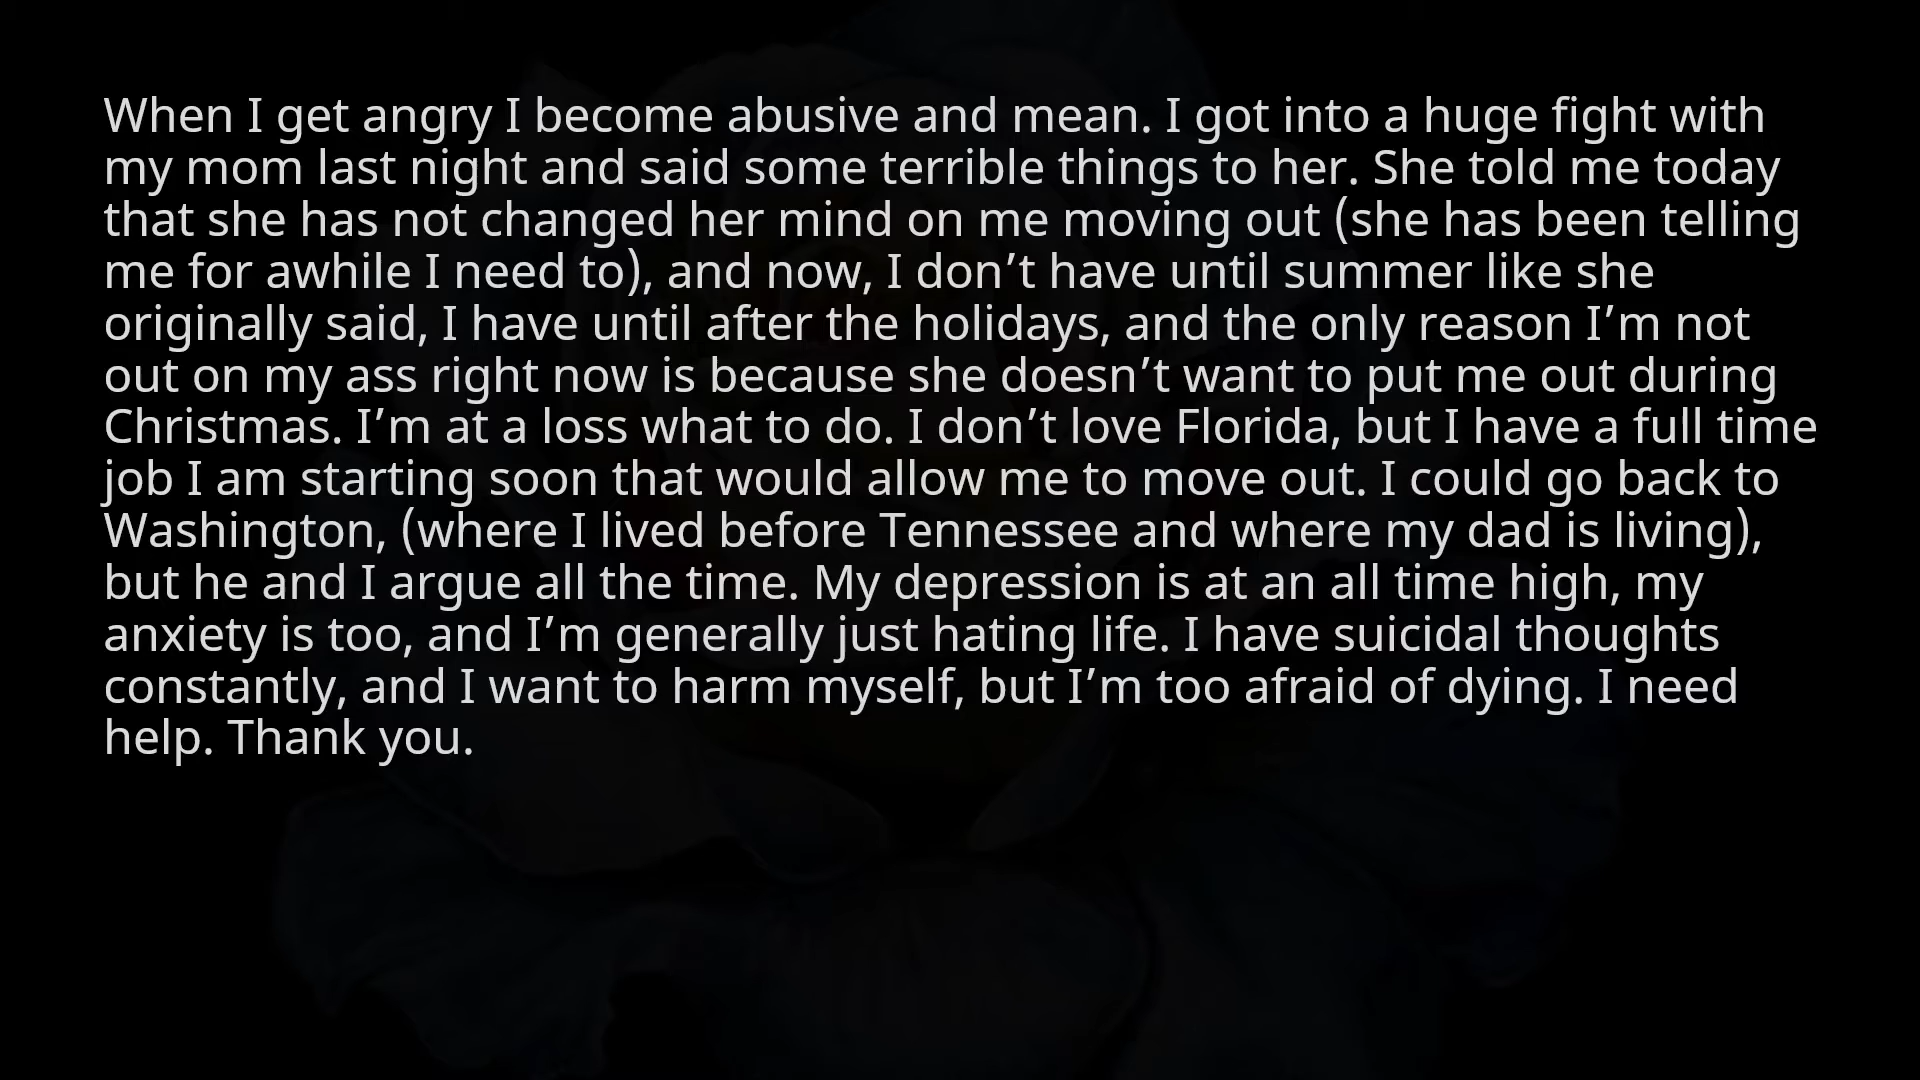 When I get angry I become abusive and mean. I got into a huge fight with
my mom last night and said some terrible things to her. She told me today
that she has not changed her mind on me moving out (she has been telling
me for awhile I need to), and now, I don’t have until summer like she
originally said, I have until after the holidays, and the only reason I’m not
out on my ass right now is because she doesn’t want to put me out during
Christmas. I’m at a loss what to do. I don’t love Florida, but I have a full time
job I am starting soon that would allow me to move out. I could go back to
Washington, (where I lived before Tennessee and where my dad is living),
but he and I argue all the time. My depression is at an all time high, my
anxiety is too, and I’m generally just hating life. I have suicidal thoughts
constantly, and I want to harm myself, but I’m too afraid of dying. I need
help. Thank you.